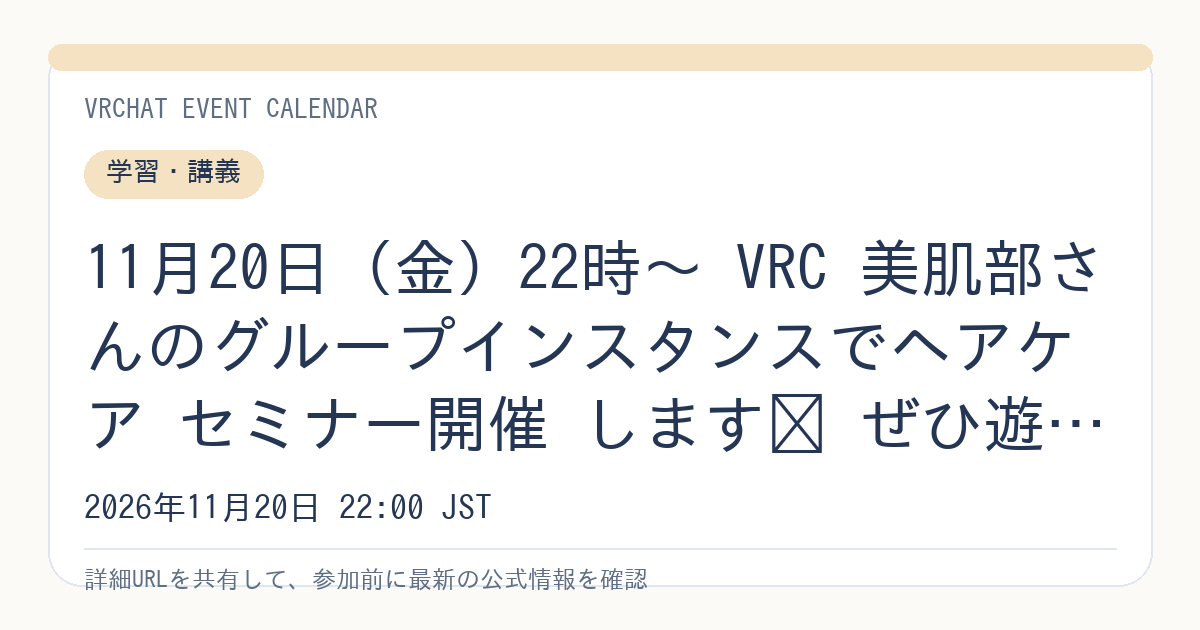 VRCHAT EVENT CALENDAR
学習・講義
11月20日（金）22時～ VRC 美肌部さ
んのグループインスタンスでヘアケ
ア セミナー開催 します〿 ぜひ遊…
2026年11月20日 22:00 JST
詳細URLを共有して、参加前に最新の公式情報を確認